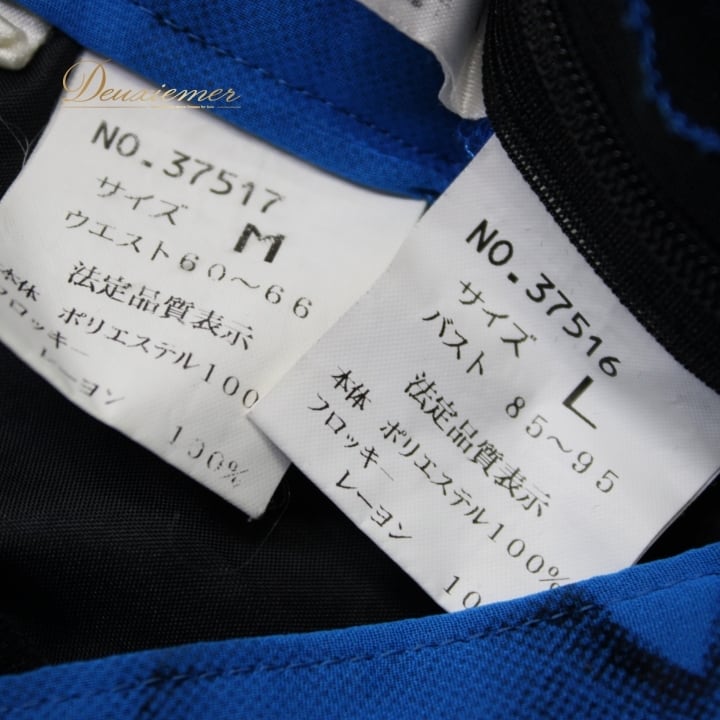 Deuxiemer
NO.37517
サイズ M
ウエスト60～66
法定品質表示
本体 ポリエステル100
フロッキー
レーヨン 100%
NO.37516
サイズ L
バスト 85～95
法定品質表示
本体 ポリエステル100%
フロッキー
レーヨン 10